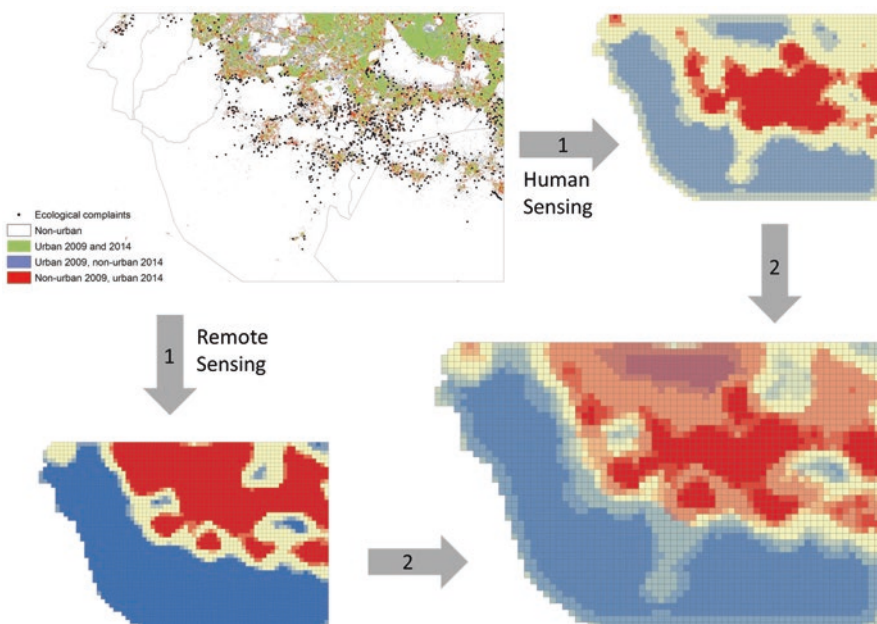 Ecological complaints
Non-urban
Urban 2009 and 2014
Urban 2009, non-urban 2014
Non-urban 2009, urban 2014
1
Human
Sensing
2
1
Remote
Sensing
2